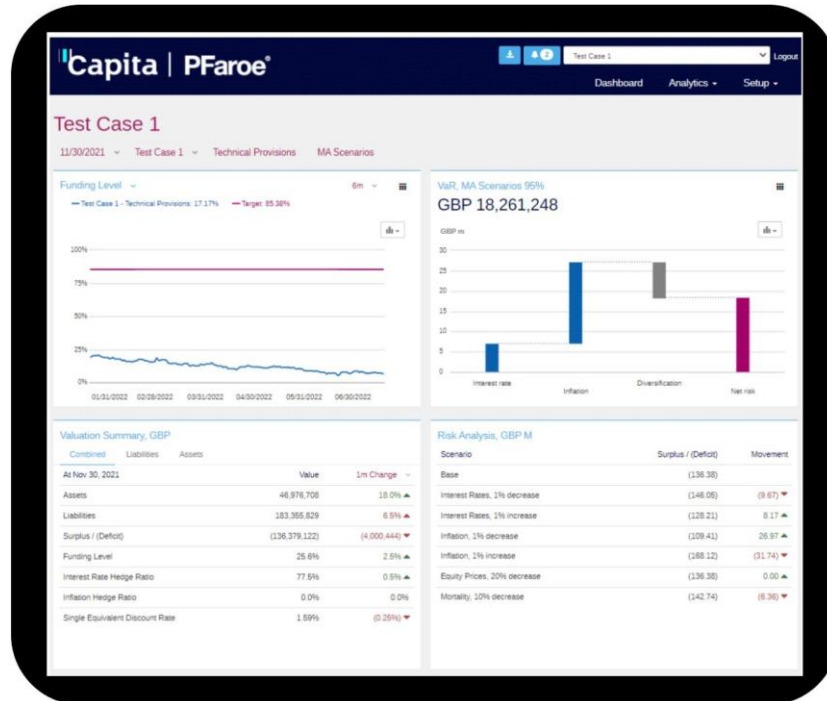 Capita | PFaroe®
2
Test Case 1
Logout
Dashboard Analytics Setup
Test Case 1
11/30/2021 Test Case 1 Technical Provisions MA Scenarios
Funding Level 6m
Test Case 1 - Technical Provisions: 17.17% Target: 85.38%
100%
75%
50%
25%
0%
01/31/2022 02/28/2022 03/31/2022 04/30/2022 05/31/2022 06/30/2022
VaR, MA Scenarios 95%
GBP 18,261,248
GBP m
30
25
20
15
10
5
0
Interest rate Inflation Diversification Net risk
Valuation Summary, GBP
Combined Liabilities Assets
At Nov 30, 2021 Value 1m Change
Assets 46,976,708 18.0%
Liabilities 183,355,829 6.5%
Surplus / (Deficit) (136,379,122) (4,000,444)
Funding Level 25.6% 2.5%
Interest Rate Hedge Ratio 77.5% 0.5%
Inflation Hedge Ratio 0.0% 0.0%
Single Equivalent Discount Rate 1.59% (0.25%)
Risk Analysis, GBP M
Scenario Surplus / (Deficit) Movement
Base (136.38)
Interest Rates, 1% decrease (146.05) (9.67)
Interest Rates, 1% increase (128.21) 8.17
Inflation, 1% decrease (109.41) 26.97
Inflation, 1% increase (168.12) (31.74)
Equity Prices, 20% decrease (136.38) 0.00
Mortality, 10% decrease (142.74) (6.36)